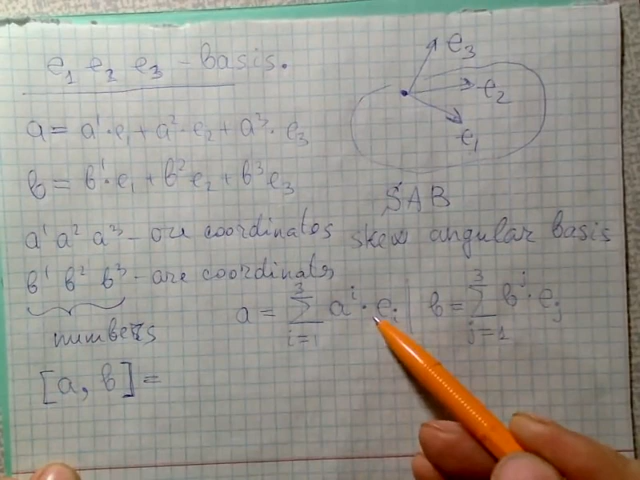 e₁ e₂ e₃ – basis.
e₃
e₂
e₁
a = a¹·e₁ + a²·e₂ + a³·e₃
b = b¹·e₁ + b²e₂ + b³e₃
SAB
skew angular basis
a¹ a² a³ – are coordinates
b¹ b² b³ - are coordinates
numbers
a = 3 ∑ i=1 aⁱ·eᵢ | b = 3 ∑ j=1 bʲ·eⱼ
[a, b] =